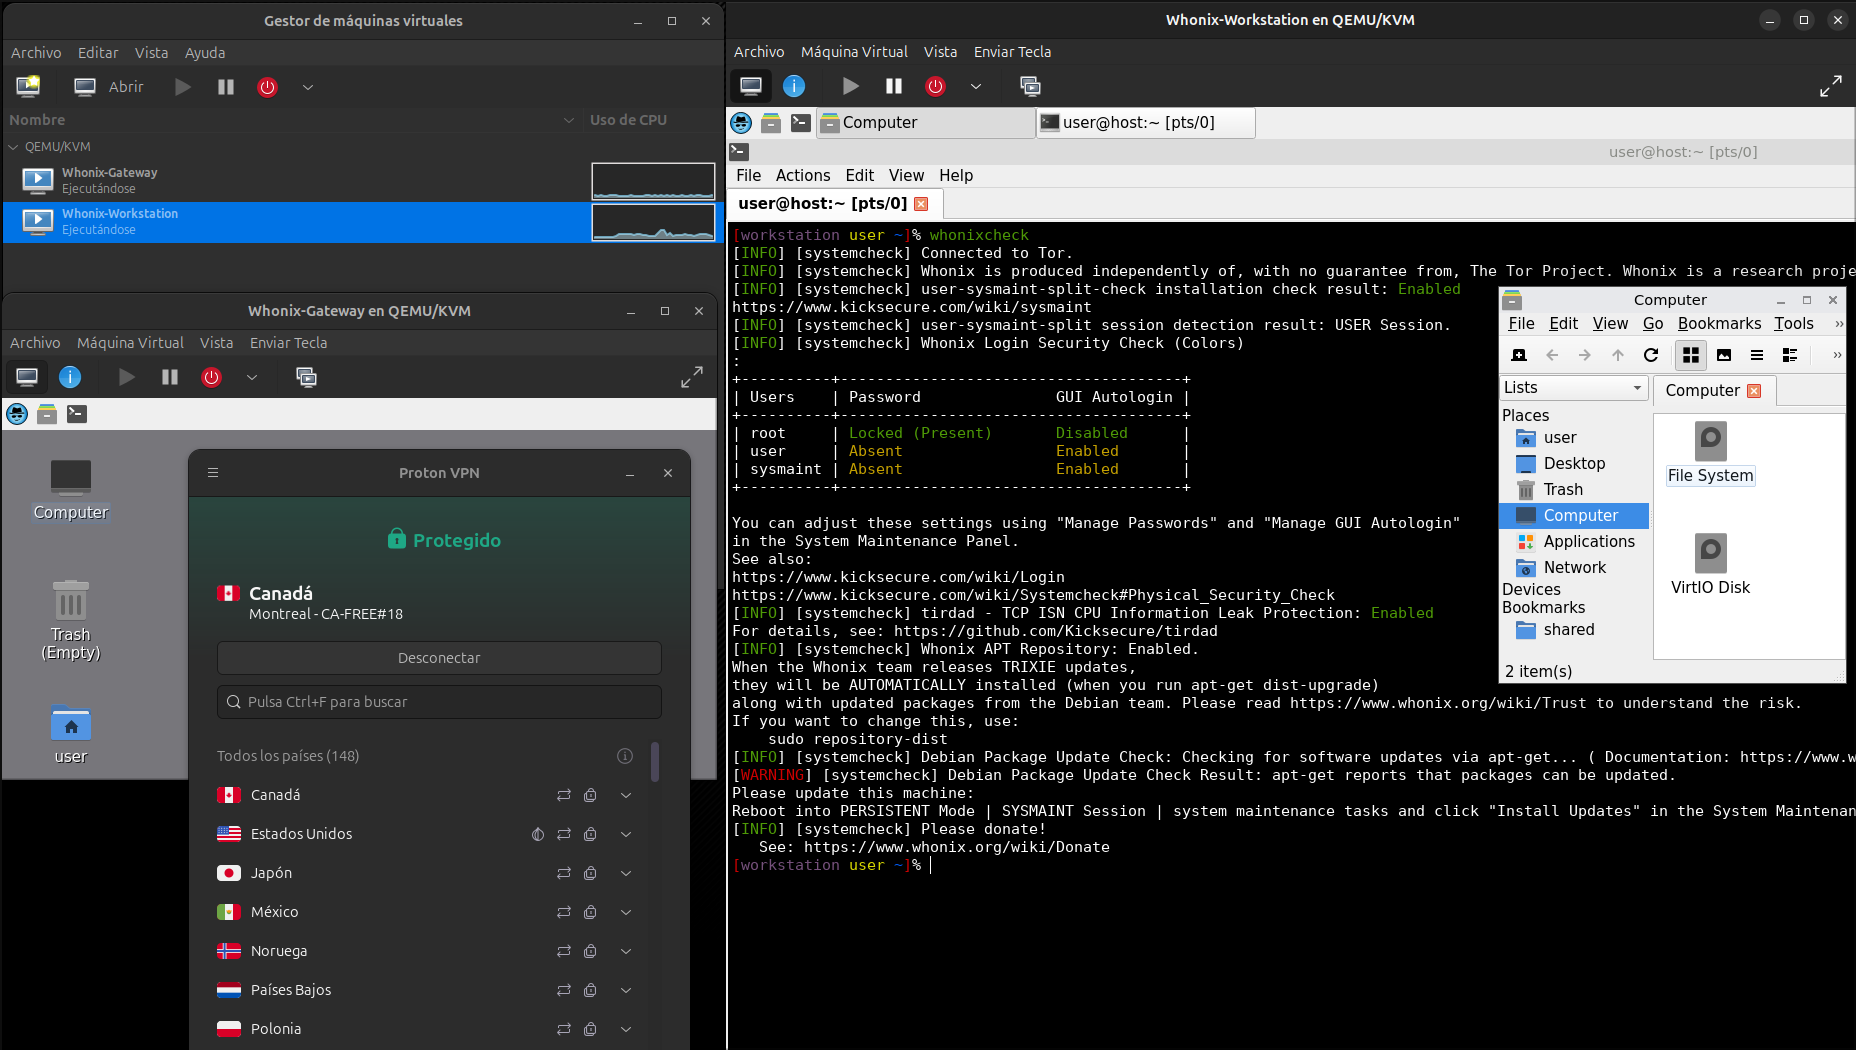 Gestor de máquinas virtuales
Archivo Editar Vista Ayuda
Abrir
Nombre Uso de CPU
QEMU/KVM
Whonix-Gateway
Ejecutándose
Whonix-Workstation
Ejecutándose
Whonix-Gateway en QEMU/KVM
Archivo Máquina Virtual Vista Enviar Tecla
Computer
Trash
(Empty)
user
Proton VPN
Protegido
Canadá
Montreal - CA-FREE#18
Desconectar
Pulsa Ctrl+F para buscar
Todos los países (148)
Canadá
Estados Unidos
Japón
México
Noruega
Países Bajos
Polonia
Whonix-Workstation en QEMU/KVM
Archivo Máquina Virtual Vista Enviar Tecla
Computer user@host:~ [pts/0]
user@host:~ [pts/0]
File Actions Edit View Help
user@host:~ [pts/0]
[workstation user ~]% whonixcheck
[INFO] [systemcheck] Connected to Tor.
[INFO] [systemcheck] Whonix is produced independently of, with no guarantee from, The Tor Project. Whonix is a research proje
[INFO] [systemcheck] user-sysmaint-split-check installation check result: Enabled
https://www.kicksecure.com/wiki/sysmaint
[INFO] [systemcheck] user-sysmaint-split session detection result: USER Session.
[INFO] [systemcheck] Whonix Login Security Check (Colors)
:
+----------+--------------------------------------+
| Users    | Password               GUI Autologin |
+----------+--------------------------------------+
| root     | Locked (Present)       Disabled      |
| user     | Absent                 Enabled       |
| sysmaint | Absent                 Enabled       |
+----------+--------------------------------------+
You can adjust these settings using "Manage Passwords" and "Manage GUI Autologin"
in the System Maintenance Panel.
See also:
https://www.kicksecure.com/wiki/Login
https://www.kicksecure.com/wiki/Systemcheck#Physical_Security_Check
[INFO] [systemcheck] tirdad - TCP ISN CPU Information Leak Protection: Enabled
For details, see: https://github.com/Kicksecure/tirdad
[INFO] [systemcheck] Whonix APT Repository: Enabled.
When the Whonix team releases TRIXIE updates,
they will be AUTOMATICALLY installed (when you run apt-get dist-upgrade)
along with updated packages from the Debian team. Please read https://www.whonix.org/wiki/Trust to understand the risk.
If you want to change this, use:
sudo repository-dist
[INFO] [systemcheck] Debian Package Update Check: Checking for software updates via apt-get... ( Documentation: https://www.w
[WARNING] [systemcheck] Debian Package Update Check Result: apt-get reports that packages can be updated.
Please update this machine:
Reboot into PERSISTENT Mode | SYSMAINT Session | system maintenance tasks and click "Install Updates" in the System Maintenan
[INFO] [systemcheck] Please donate!
See: https://www.whonix.org/wiki/Donate
[workstation user ~]%
Computer
File Edit View Go Bookmarks Tools »
»
Lists
Computer
Places
user
Desktop
Trash
Computer
Applications
Network
Devices
Bookmarks
shared
File System
VirtIO Disk
2 item(s)